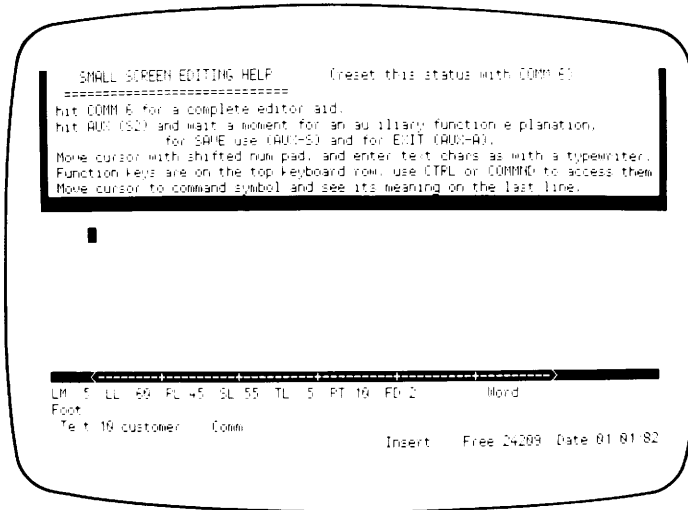 SMALL SCREEN EDITING HELP (reset this status with COMM 6)
=============================
hit COMM 6 for a complete editor aid.
hit AUX (S2) and wait a moment for an au iliary function e planation,
for SAVE use (AUX-S) and for EXIT (AUX-A).
Move cursor with shifted num pad, and enter text chars as with a typewriter.
Function keys are on the top keyboard row, use CTRL or COMMND to access them
Move cursor to command symbol and see its meaning on the last line.
LM 5 LL 69 PL 45 SL 55 TL 5 PT 10 FD 2 Word
Foot
Te t 10 customer Comm
Insert Free 24209 Date 01 01/82